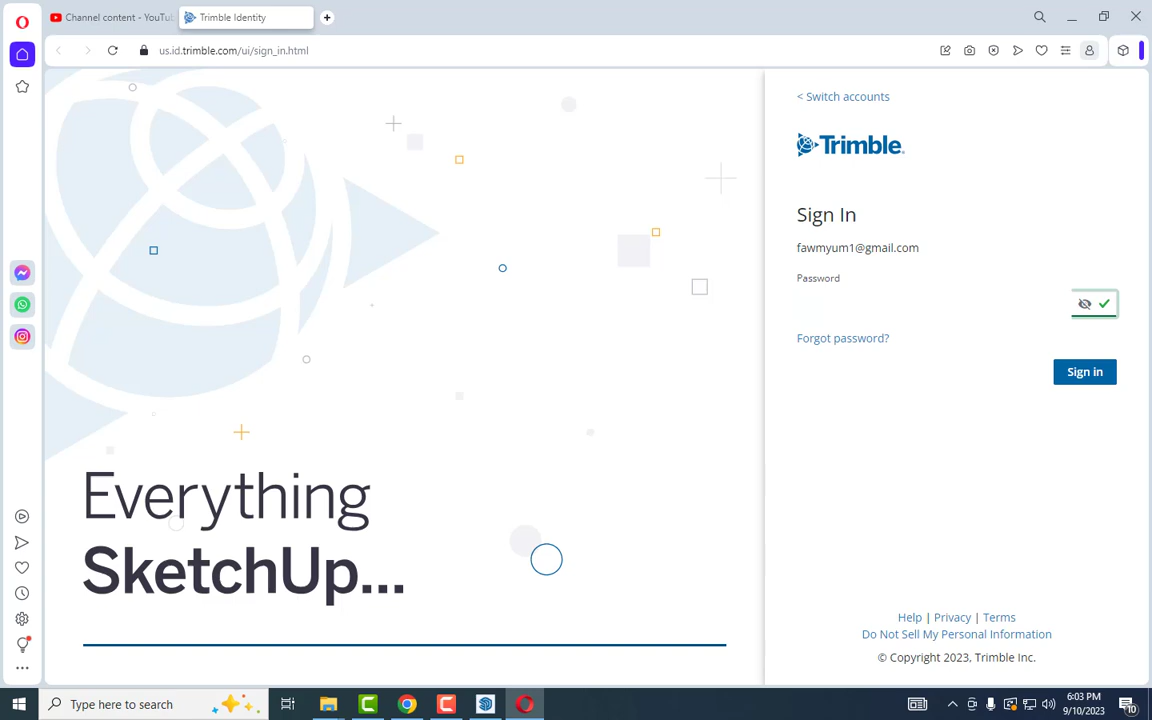 Channel content - YouTu
Trimble Identity
us.id.trimble.com/ui/sign_in.html
< Switch accounts
Trimble
Sign In
fawmyum1@gmail.com
Password
Forgot password?
Sign in
Everything
SketchUp...
Help | Privacy | Terms
Do Not Sell My Personal Information
© Copyright 2023, Trimble Inc.
Type here to search
6:03 PM
9/10/2023
10